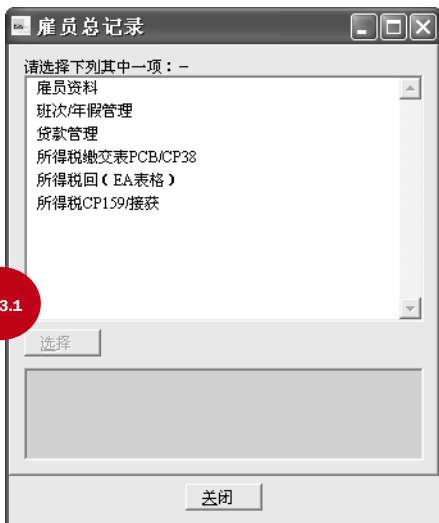 雇员总记录
请选择下列其中一项：–
雇员资料
班次/年假管理
贷款管理
所得税缴交表PCB/CP38
所得税回（EA表格）
所得税CP159/接获
3.1
选择
关闭